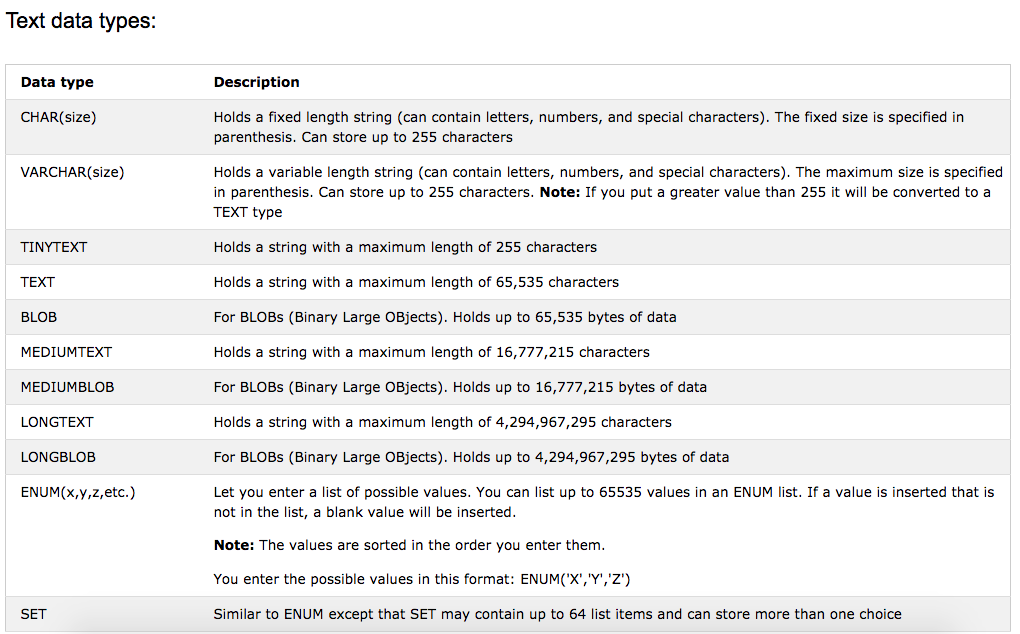 Text data types:
Data type Description
CHAR(size) Holds a fixed length string (can contain letters, numbers, and special characters). The fixed size is specified in
parenthesis. Can store up to 255 characters
VARCHAR(size) Holds a variable length string (can contain letters, numbers, and special characters). The maximum size is specified
in parenthesis. Can store up to 255 characters. Note: If you put a greater value than 255 it will be converted to a
TEXT type
TINYTEXT Holds a string with a maximum length of 255 characters
TEXT Holds a string with a maximum length of 65,535 characters
BLOB For BLOBs (Binary Large OBjects). Holds up to 65,535 bytes of data
MEDIUMTEXT Holds a string with a maximum length of 16,777,215 characters
MEDIUMBLOB For BLOBs (Binary Large OBjects). Holds up to 16,777,215 bytes of data
LONGTEXT Holds a string with a maximum length of 4,294,967,295 characters
LONGBLOB For BLOBs (Binary Large OBjects). Holds up to 4,294,967,295 bytes of data
ENUM(x,y,z,etc.) Let you enter a list of possible values. You can list up to 65535 values in an ENUM list. If a value is inserted that is
not in the list, a blank value will be inserted.
Note: The values are sorted in the order you enter them.
You enter the possible values in this format: ENUM('X','Y','Z')
SET Similar to ENUM except that SET may contain up to 64 list items and can store more than one choice